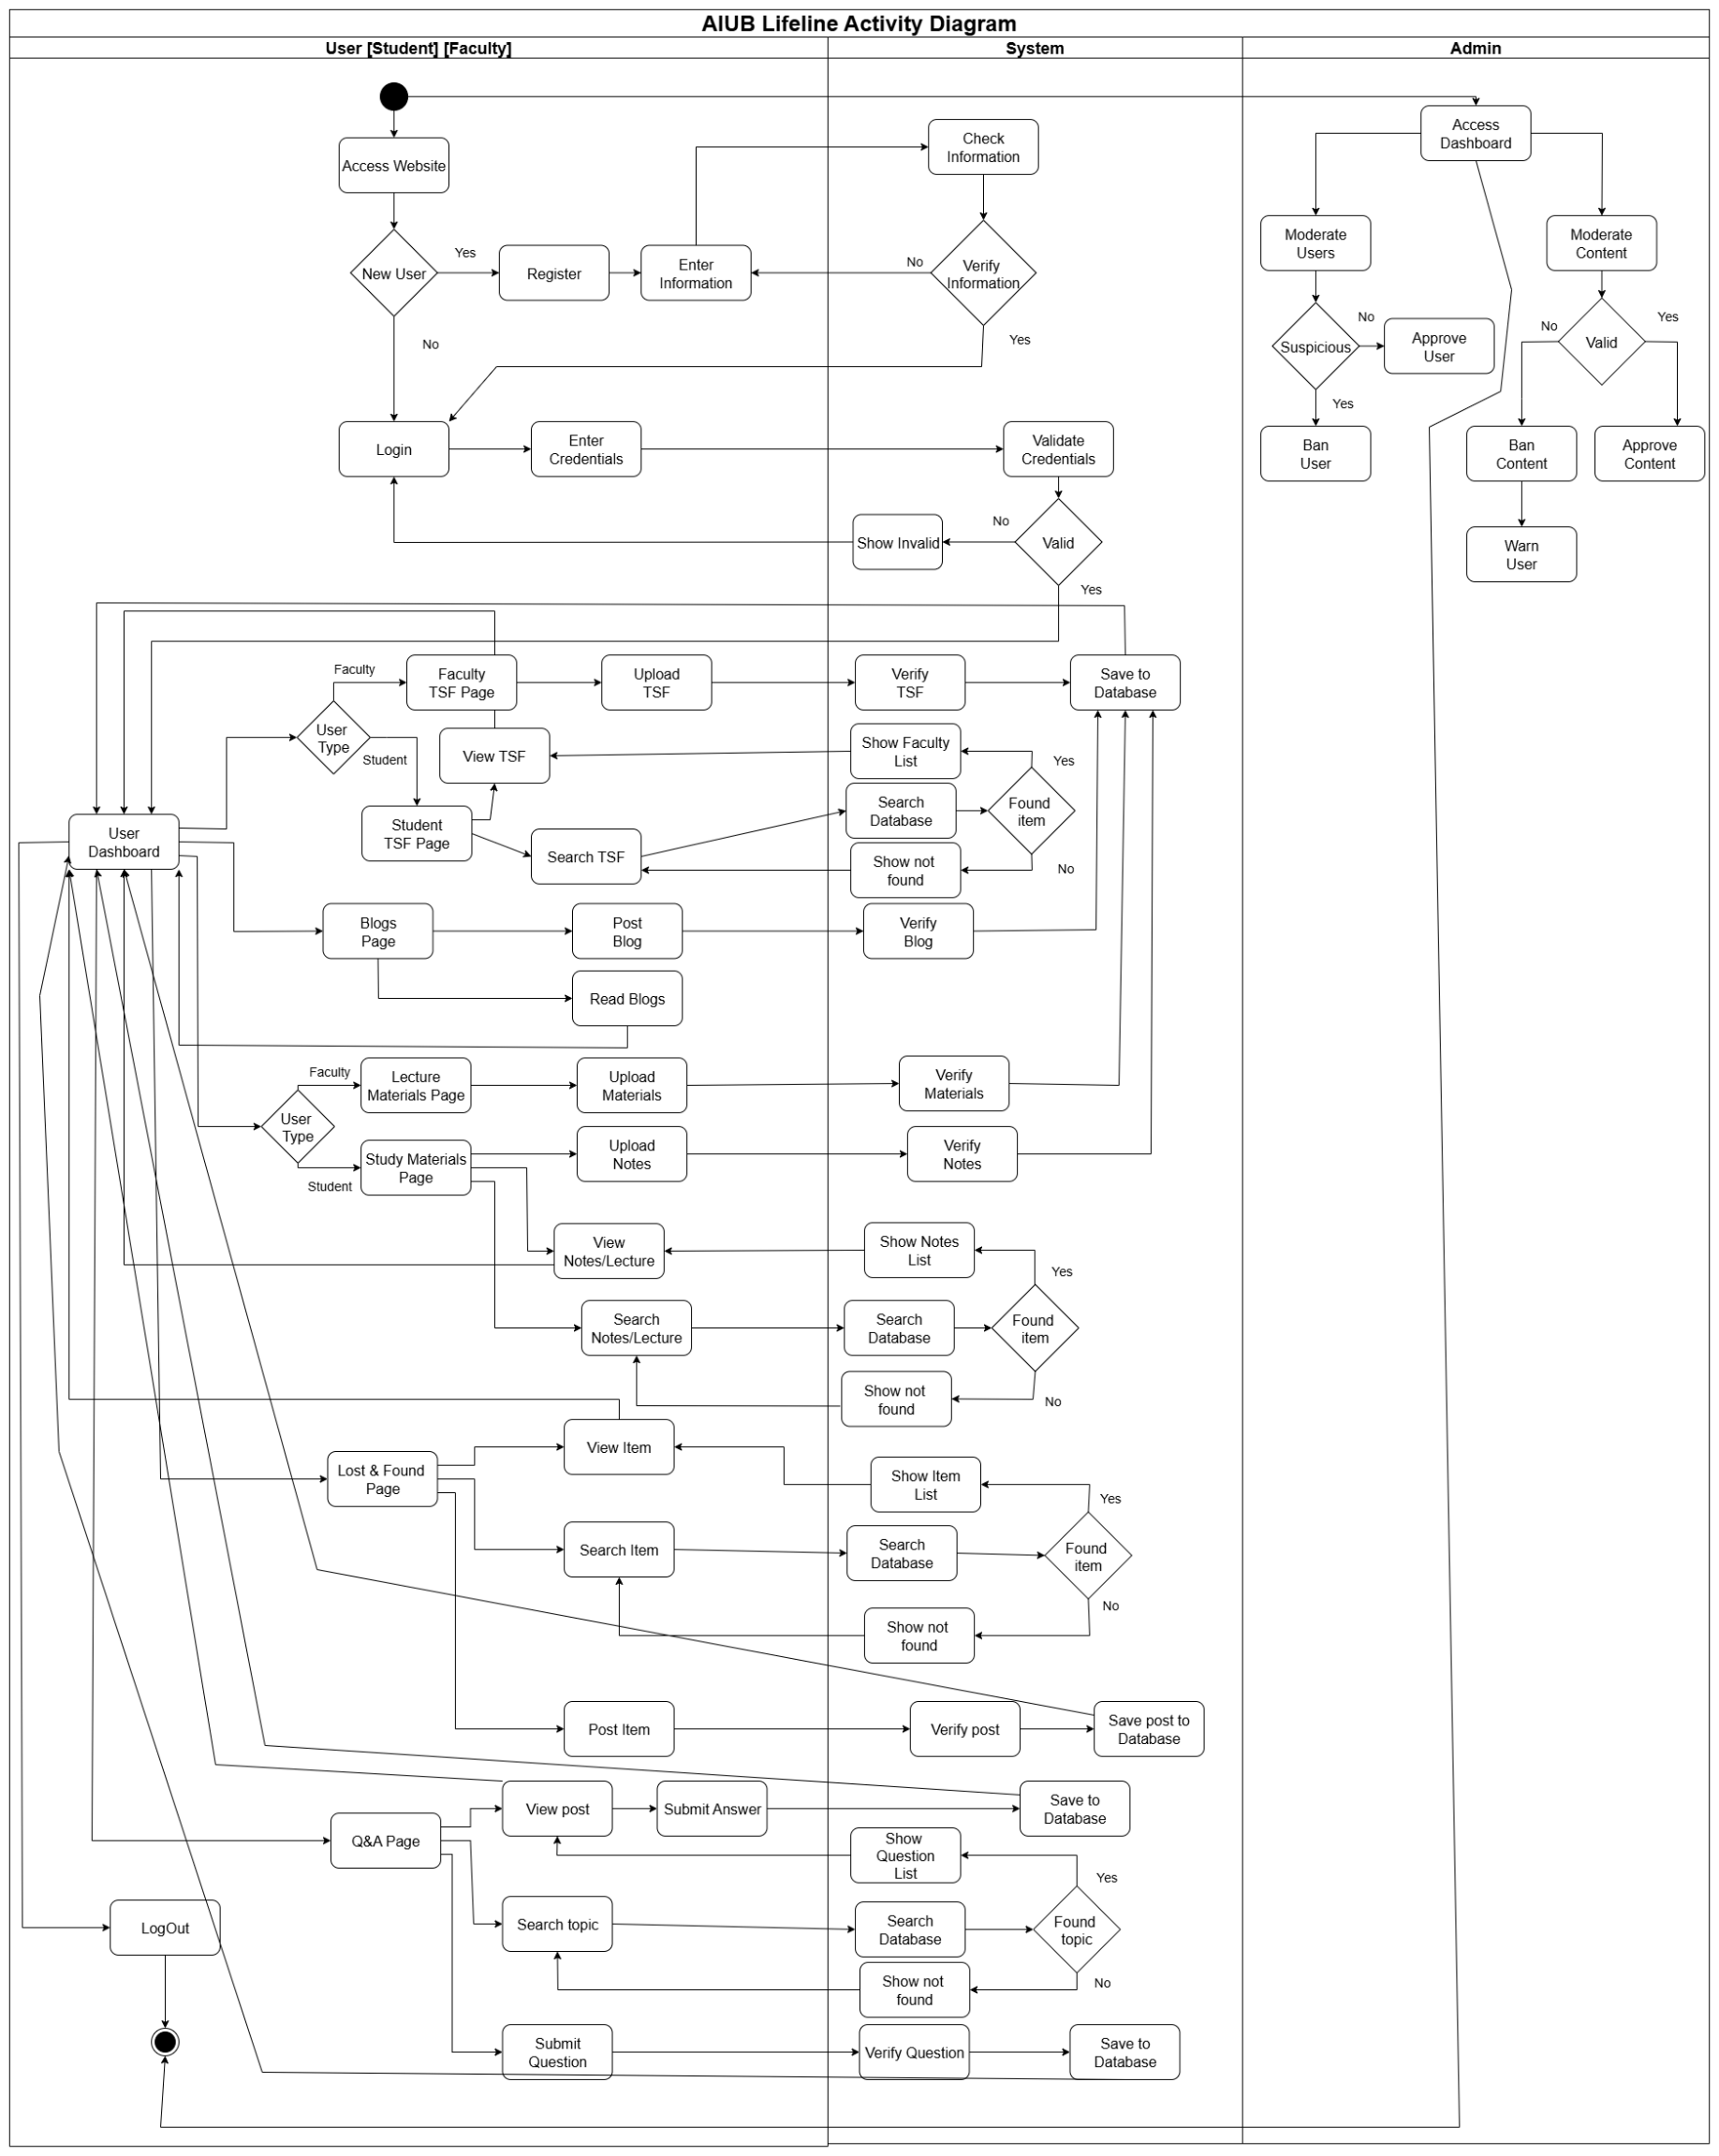 AIUB Lifeline Activity Diagram
User [Student] [Faculty]
System
Admin
Access
Dashboard
Access Website
Check
Information
New User
Yes
Register
Enter
Information
No
Verify
Information
No
Yes
Moderate
Users
Moderate
Content
Suspicious
No
Approve
User
Yes
Ban
User
No
Valid
Yes
Ban
Content
Approve
Content
Warn
User
Login
Enter
Credentials
Validate
Credentials
Show Invalid
No
Valid
Yes
Faculty
Faculty
TSF Page
Upload
TSF
Verify
TSF
Save to
Database
User
Type
Student
View TSF
Show Faculty
List
Yes
Student
TSF Page
Search TSF
Search
Database
Found
item
Show not
found
No
User
Dashboard
Blogs
Page
Post
Blog
Verify
Blog
Read Blogs
Faculty
Lecture
Materials Page
Upload
Materials
Verify
Materials
User
Type
Student
Study Materials
Page
Upload
Notes
Verify
Notes
View
Notes/Lecture
Show Notes
List
Yes
Search
Notes/Lecture
Search
Database
Found
item
Show not
found
No
Lost & Found
Page
View Item
Show Item
List
Yes
Search Item
Search
Database
Found
item
No
Show not
found
Post Item
Verify post
Save post to
Database
View post
Submit Answer
Save to
Database
Q&A Page
Show
Question
List
Yes
LogOut
Search topic
Search
Database
Found
topic
Show not
found
No
Submit
Question
Verify Question
Save to
Database